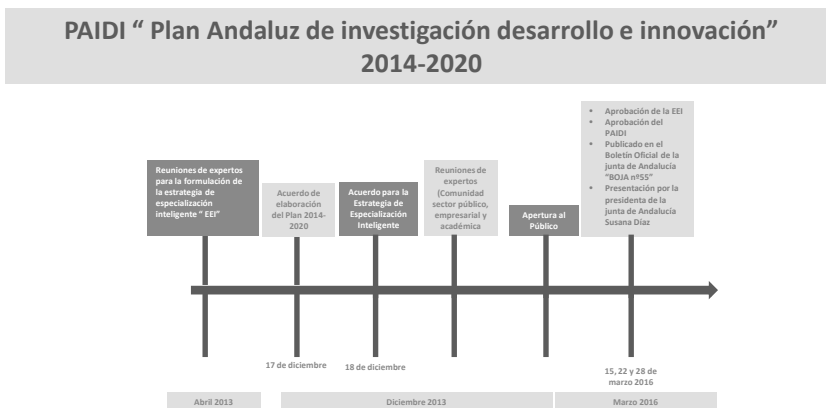 PAIDI “ Plan Andaluz de investigación desarrollo e innovación”
2014-2020
Reuniones de expertos
para la formulación de
la estrategia de
especialización
inteligente “ EEI”
Acuerdo de
elaboración
del Plan 2014-
2020
Acuerdo para la
Estrategia de
Especialización
Inteligente
Reuniones de
expertos
(Comunidad
sector público,
empresarial y
académica
Apertura al
Público
▪ Aprobación de la EEI
▪ Aprobación del
PAIDI
▪ Publicado en el
Boletín Oficial de la
junta de Andalucía
“BOJA nº55”
▪ Presentación por la
presidenta de la
junta de Andalucía
Susana Díaz
17 de diciembre
18 de diciembre
15, 22 y 28 de
marzo 2016
Abril 2013
Diciembre 2013
Marzo 2016